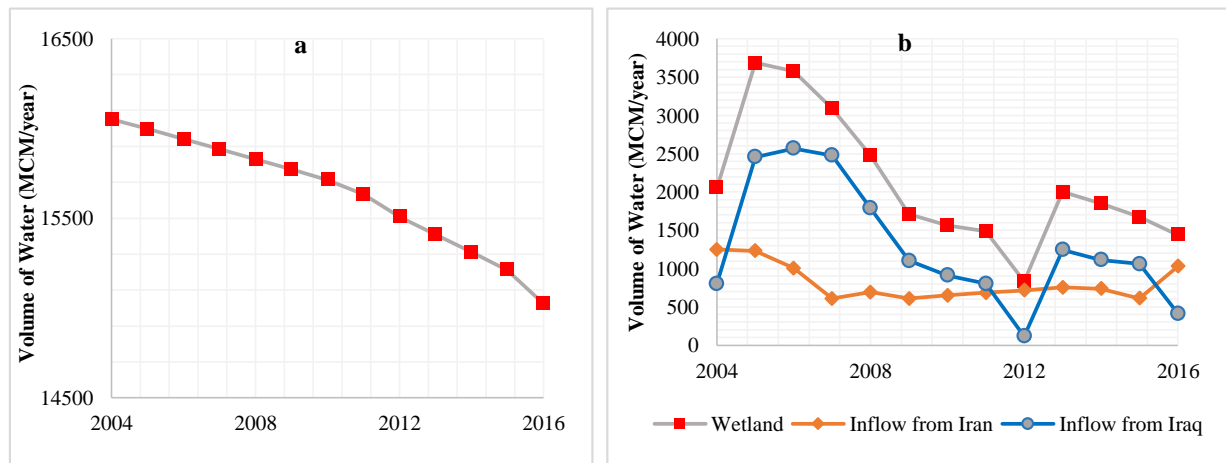 a
Volume of Water (MCM/year)
16500
15500
14500
2004 2008 2012 2016
b
Volume of Water (MCM/year)
4000
3500
3000
2500
2000
1500
1000
500
0
2004 2008 2012 2016
Wetland Inflow from Iran Inflow from Iraq